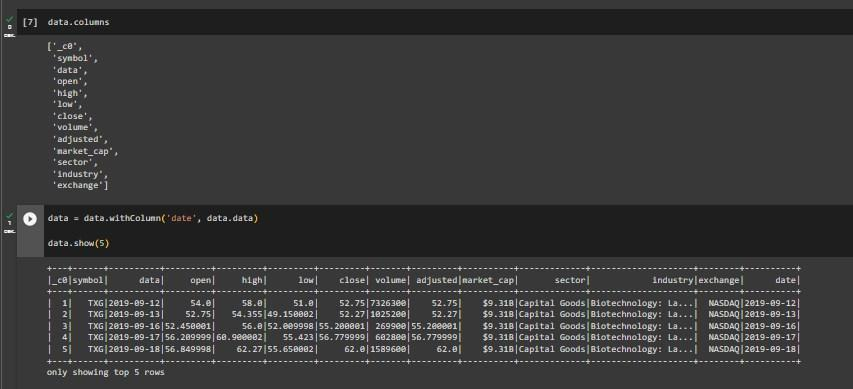 [7] data.columns
['_c0',
'symbol',
'data',
'open',
'high',
'low',
'close',
'volume',
'adjusted',
'market_cap',
'sector',
'industry',
'exchange']
data = data.withColumn('date', data.data)
data.show(5)
+---+------+----------+---------+---------+---------+---------+-------+---------+----------+-------------+--------------------+--------+----------+
|_c0|symbol|      data|     open|     high|      low|    close| volume| adjusted|market_cap|       sector|            industry|exchange|      date|
+---+------+----------+---------+---------+---------+---------+-------+---------+----------+-------------+--------------------+--------+----------+
|  1|   TXG|2019-09-12|     54.0|     58.0|     51.0|    52.75|7326300|    52.75|    $9.31B|Capital Goods|Biotechnology: La...|  NASDAQ|2019-09-12|
|  2|   TXG|2019-09-13|    52.75|   54.355|49.150002|    52.27|1025200|    52.27|    $9.31B|Capital Goods|Biotechnology: La...|  NASDAQ|2019-09-13|
|  3|   TXG|2019-09-16|52.450001|     56.0|52.009998|55.200001| 269900|55.200001|    $9.31B|Capital Goods|Biotechnology: La...|  NASDAQ|2019-09-16|
|  4|   TXG|2019-09-17|56.209999|60.900002|   55.423|56.779999| 602800|56.779999|    $9.31B|Capital Goods|Biotechnology: La...|  NASDAQ|2019-09-17|
|  5|   TXG|2019-09-18|56.849998|    62.27|55.650002|     62.0|1589600|     62.0|    $9.31B|Capital Goods|Biotechnology: La...|  NASDAQ|2019-09-18|
+---+------+----------+---------+---------+---------+---------+-------+---------+----------+-------------+--------------------+--------+----------+
only showing top 5 rows